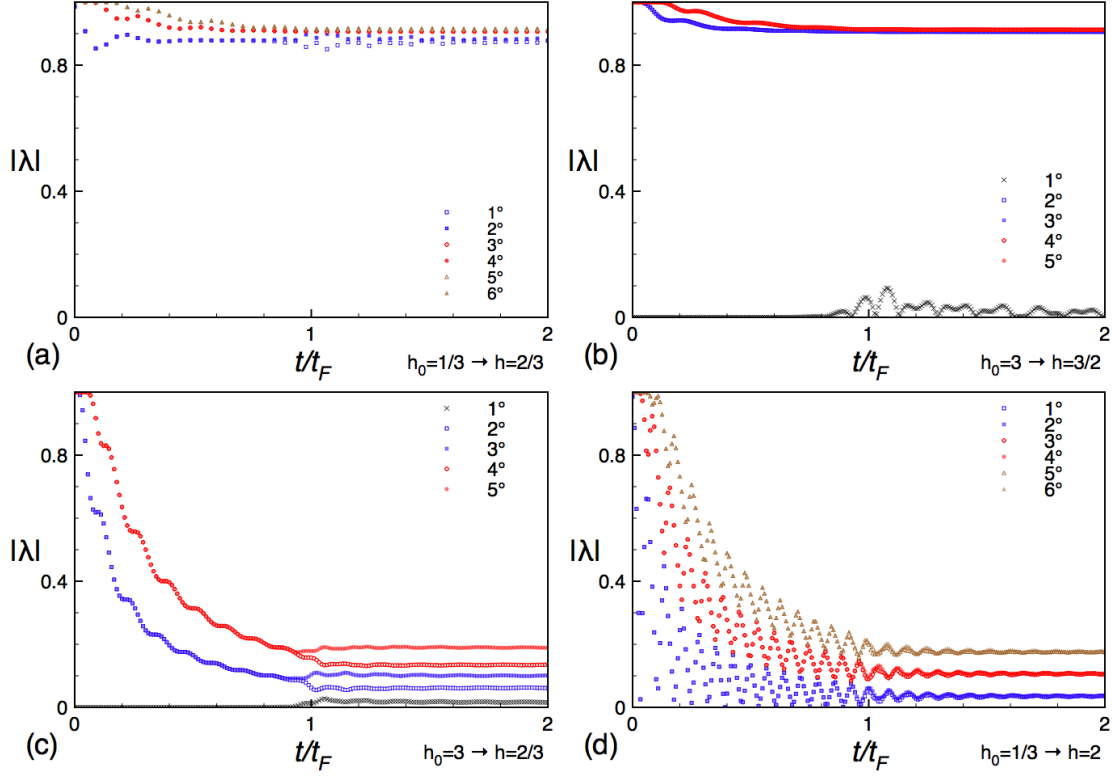 0.8
|λ|
0.4
0
1°
2°
3°
4°
5°
6°
0
1
2
(a)
t/t_F
h₀=1/3 → h=2/3
0.8
|λ|
0.4
0
1°
2°
3°
4°
5°
0
1
2
(b)
t/t_F
h₀=3 → h=3/2
0.8
|λ|
0.4
0
1°
2°
3°
4°
5°
0
1
2
(c)
t/t_F
h₀=3 → h=2/3
0.8
|λ|
0.4
0
1°
2°
3°
4°
5°
6°
0
1
2
(d)
t/t_F
h₀=1/3 → h=2